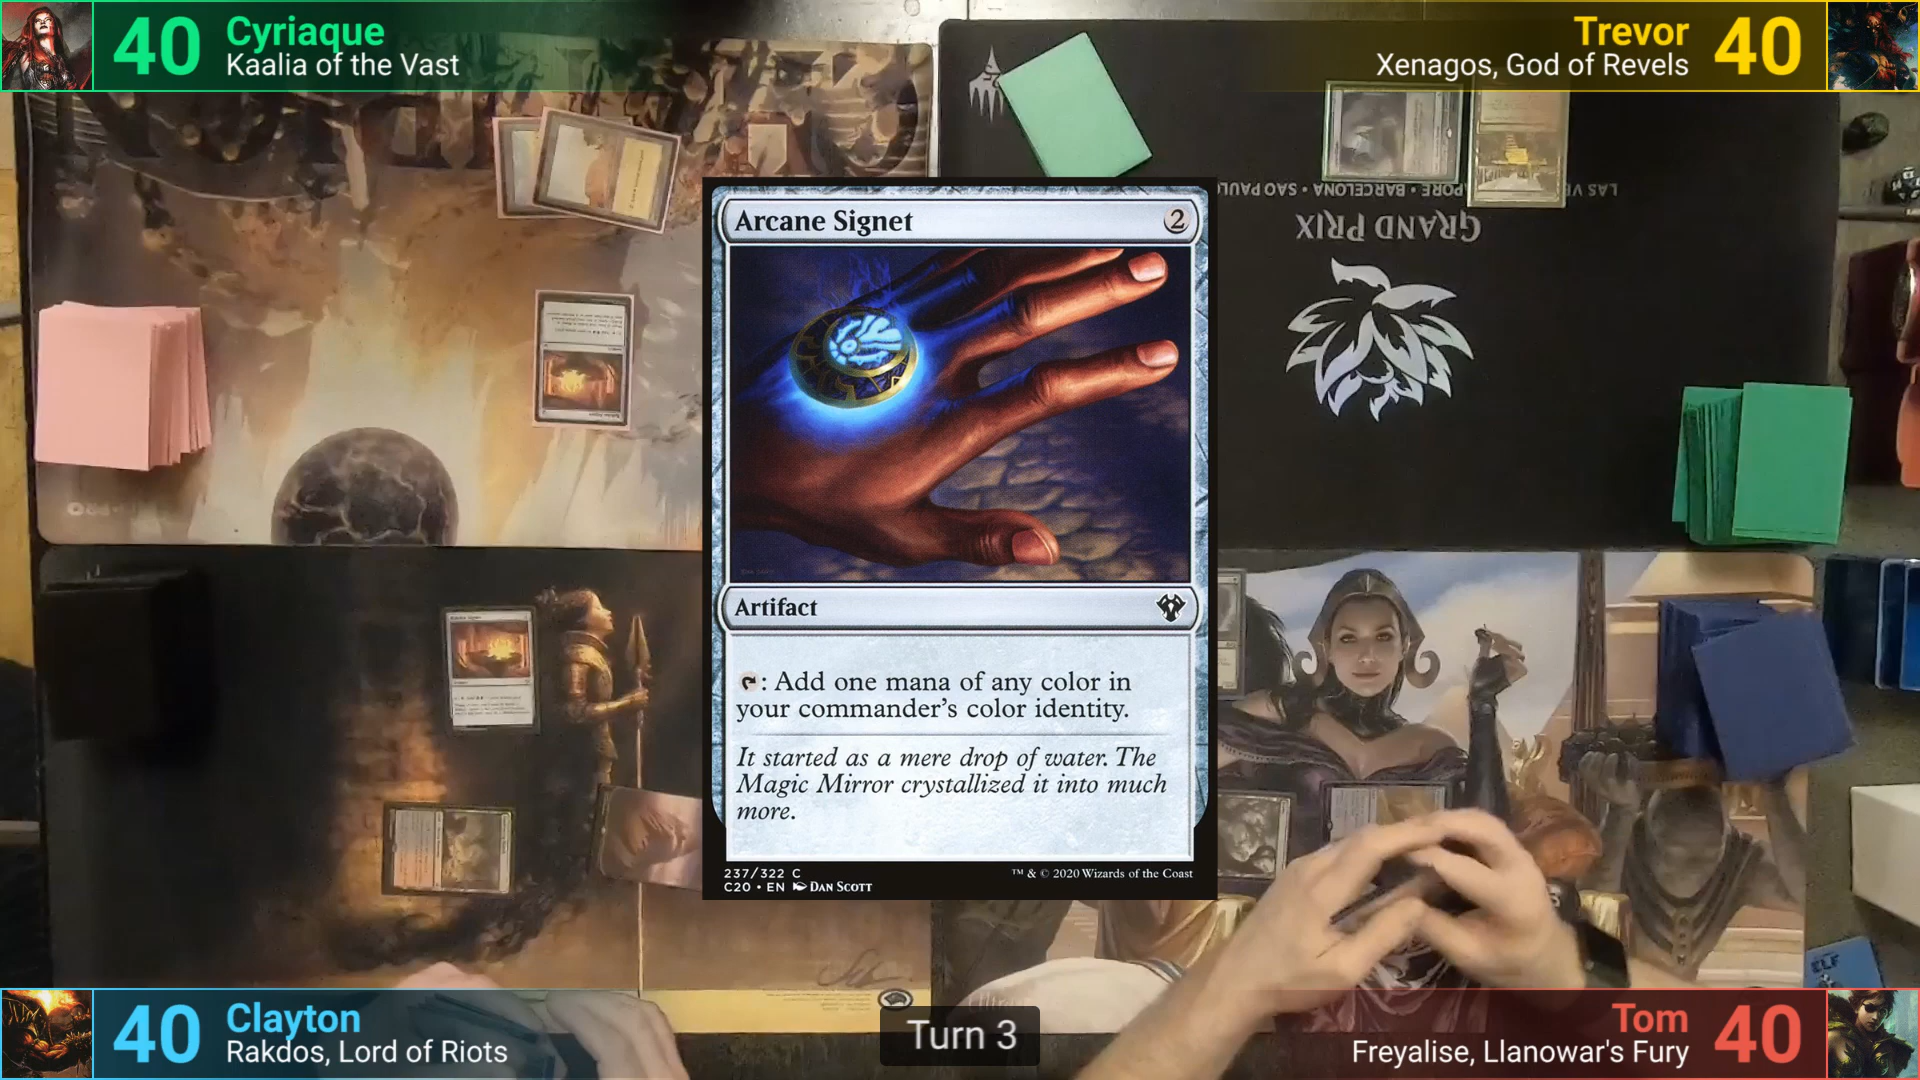 40 Cyriaque
Kaalia of the Vast
Trevor 40
Xenagos, God of Revels
LAS VE
PORE • BARCELONA • SAO PAULO
GRAND PRIX
Arcane Signet 2
Artifact
: Add one mana of any color in
your commander's color identity.
It started as a mere drop of water. The
Magic Mirror crystallized it into much
more.
237/322 C
C20 • EN DAN SCOTT
™ & © 2020 Wizards of the Coast
ELF
40 Clayton
Rakdos, Lord of Riots
Turn 3
Tom 40
Freyalise, Llanowar's Fury